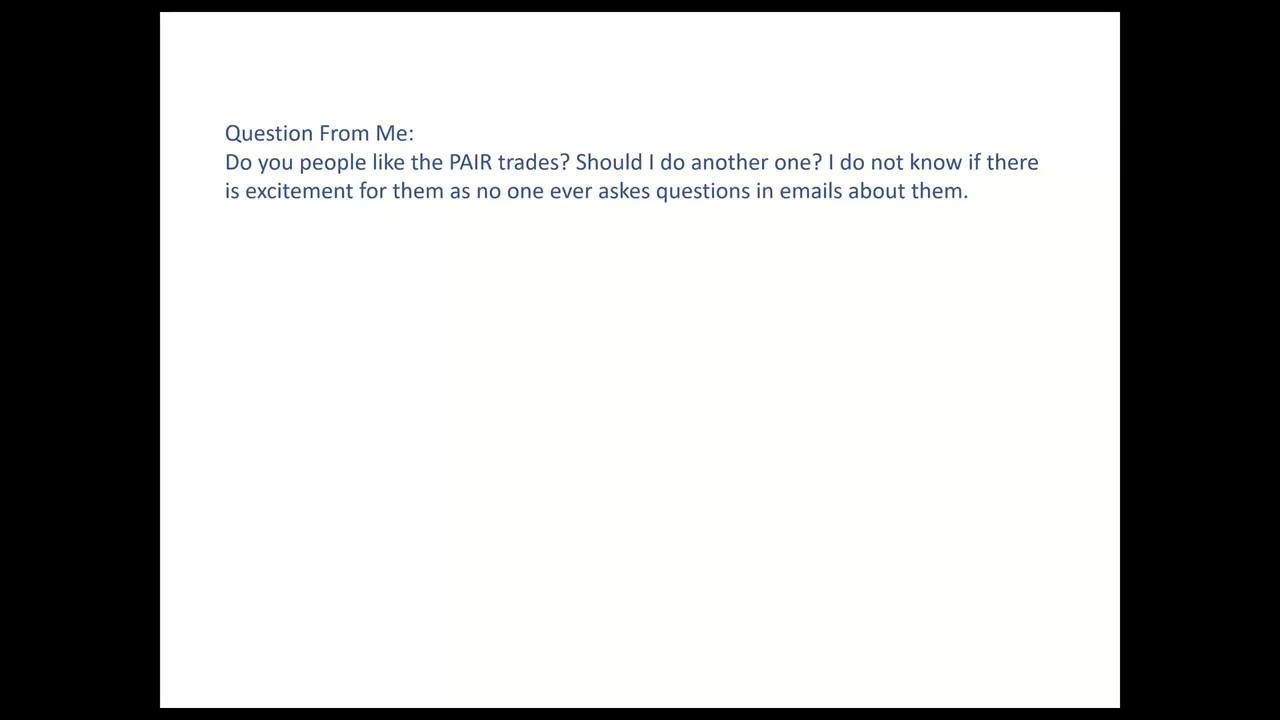 Question From Me:
Do you people like the PAIR trades? Should I do another one? I do not know if there
is excitement for them as no one ever askes questions in emails about them.